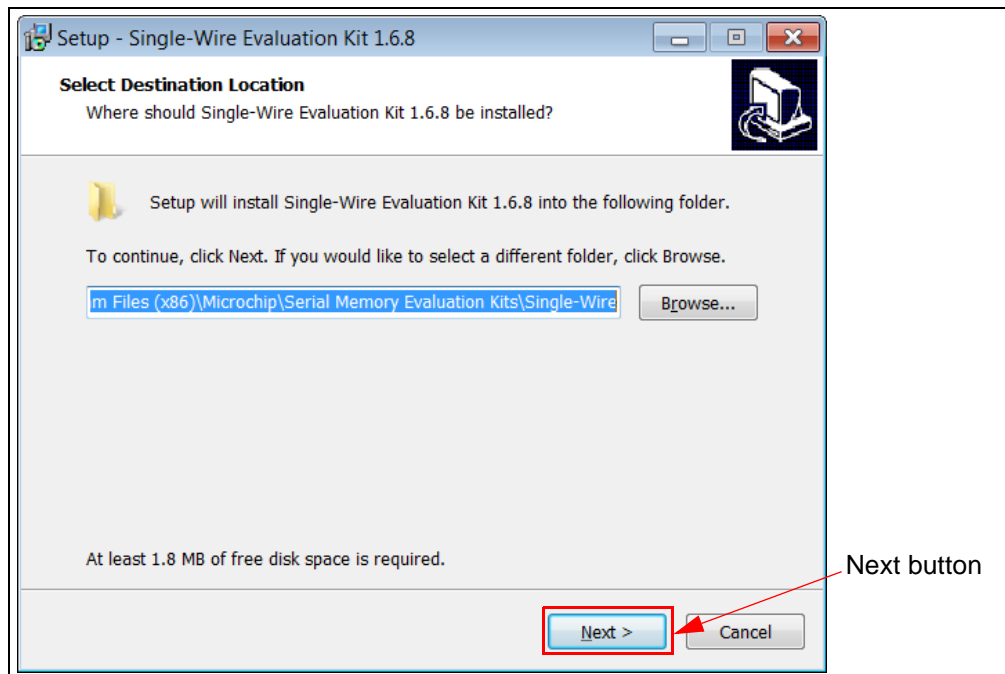 Setup - Single-Wire Evaluation Kit 1.6.8
Select Destination Location
Where should Single-Wire Evaluation Kit 1.6.8 be installed?
Setup will install Single-Wire Evaluation Kit 1.6.8 into the following folder.
To continue, click Next. If you would like to select a different folder, click Browse.
m Files (x86)\Microchip\Serial Memory Evaluation Kits\Single-Wire
Browse...
At least 1.8 MB of free disk space is required.
Next button
Next >
Cancel